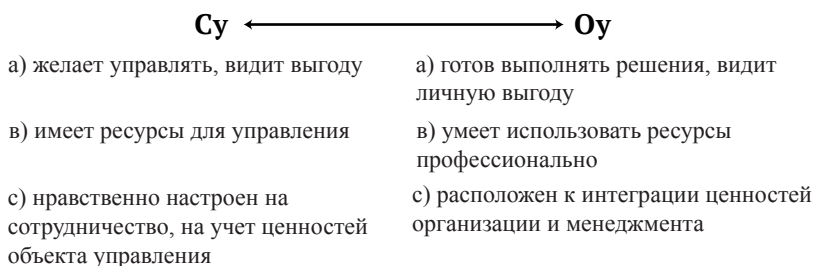 Су Оу
а) желает управлять, видит выгоду
а) готов выполнять решения, видит
личную выгоду
в) имеет ресурсы для управления
в) умеет использовать ресурсы
профессионально
с) нравственно настроен на
сотрудничество, на учет ценностей
объекта управления
с) расположен к интеграции ценностей
организации и менеджмента